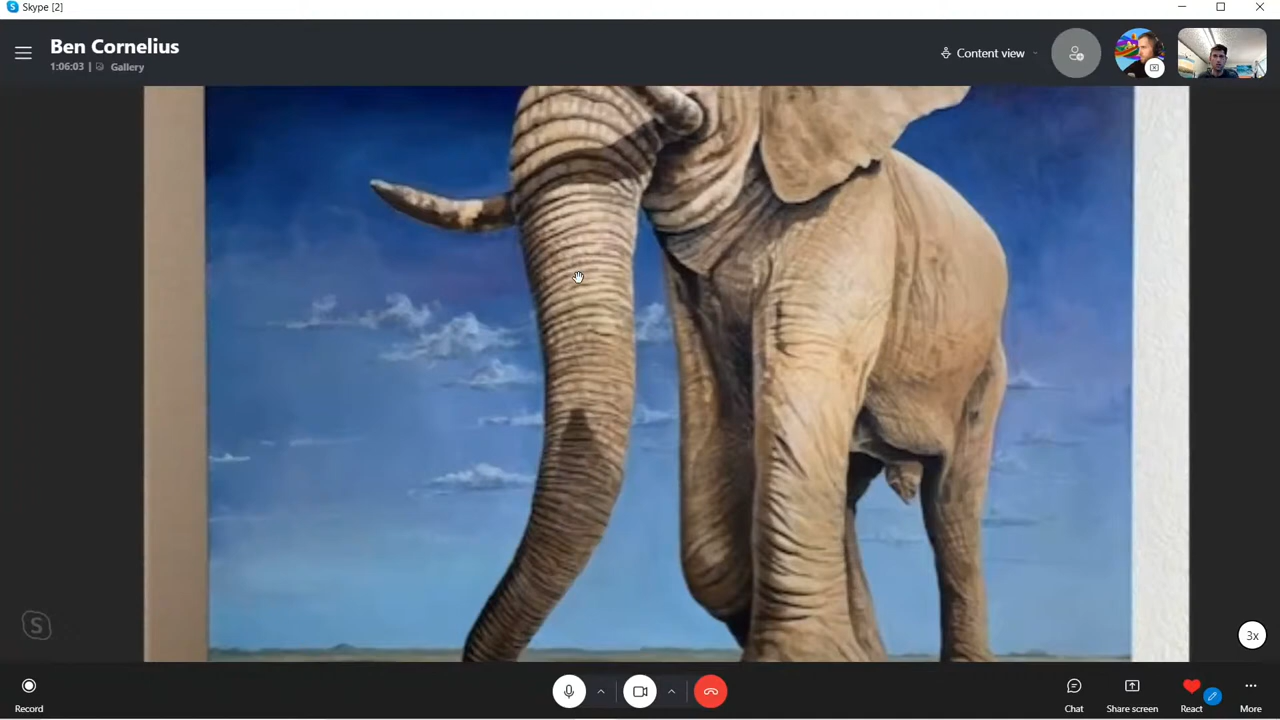 Skype [2]
Ben Cornelius
1:06:03 | Gallery
Content view
S
3x
Record
Chat
Share screen
React
More